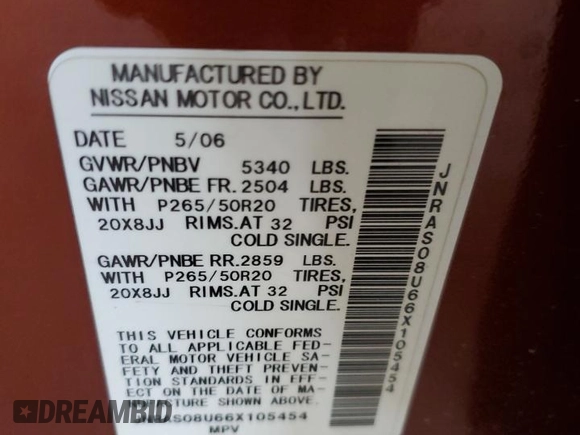 MANUFACTURED BY
NISSAN MOTOR CO.,LTD.
DATE 5/06
GVWR/PNBV 5340 LBS.
GAWR/PNBE FR. 2504 LBS.
WITH P265/50R20 TIRES,
20X8JJ RIMS.AT 32 PSI
COLD SINGLE.
GAWR/PNBE RR. 2859 LBS.
WITH P265/50R20 TIRES,
20X8JJ RIMS.AT 32 PSI
COLD SINGLE.
THIS VEHICLE CONFORMS
TO ALL APPLICABLE FED-
ERAL MOTOR VEHICLE SA-
FETY AND THEFT PREVEN-
TION STANDARDS IN EFF-
ECT ON THE DATE OF MA-
JNRAS08U66X105454
MPV
JNRAS08U66X105454
DREAMBID